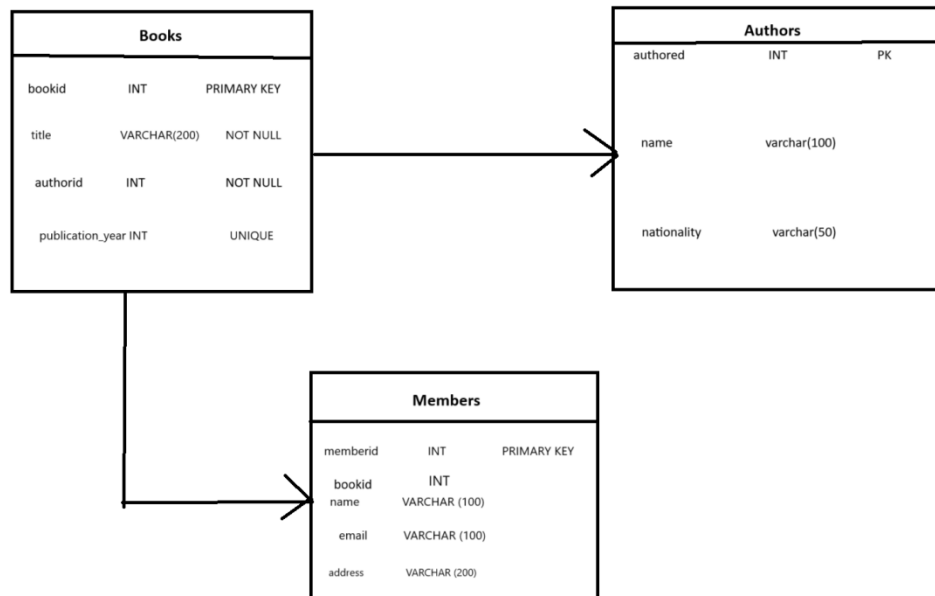 Books
bookid INT PRIMARY KEY
title VARCHAR(200) NOT NULL
authorid INT NOT NULL
publication_year INT UNIQUE
Authors
authored INT PK
name varchar(100)
nationality varchar(50)
Members
memberid INT PRIMARY KEY
bookid INT
name VARCHAR (100)
email VARCHAR (100)
address VARCHAR (200)